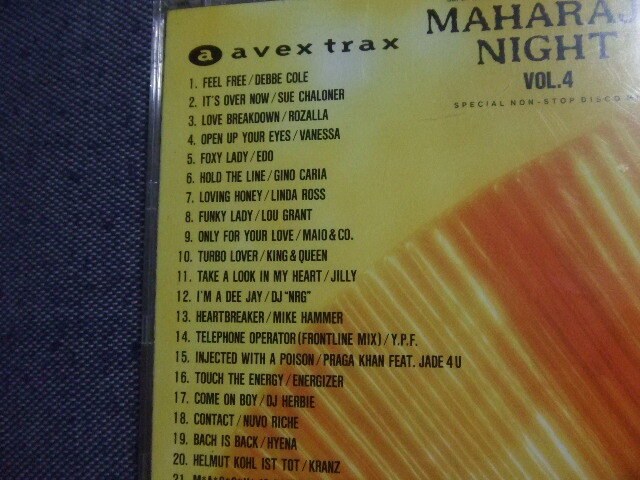 a avex trax
MAHARAJ
NIGHT
VOL.4
SPECIAL NON-STOP DISCO
1. FEEL FREE/DEBBE COLE
2. IT'S OVER NOW/SUE CHALONER
3. LOVE BREAKDOWN/ROZALLA
4. OPEN UP YOUR EYES/VANESSA
5. FOXY LADY/EDO
6. HOLD THE LINE/GINO CARIA
7. LOVING HONEY/LINDA ROSS
8. FUNKY LADY/LOU GRANT
9. ONLY FOR YOUR LOVE/MAIO&CO.
10. TURBO LOVER/KING&QUEEN
11. TAKE A LOOK IN MY HEART/JILLY
12. I'M A DEE JAY/DJ "NRG"
13. HEARTBREAKER/MIKE HAMMER
14. TELEPHONE OPERATOR(FRONTLINE MIX)/Y.P.F.
15. INJECTED WITH A POISON/PRAGA KHAN FEAT. JADE 4 U
16. TOUCH THE ENERGY/ENERGIZER
17. COME ON BOY/DJ HERBIE
18. CONTACT/NUVO RICHE
19. BACH IS BACK/HYENA
20. HELMUT KOHL IST TOT/KRANZ
21.